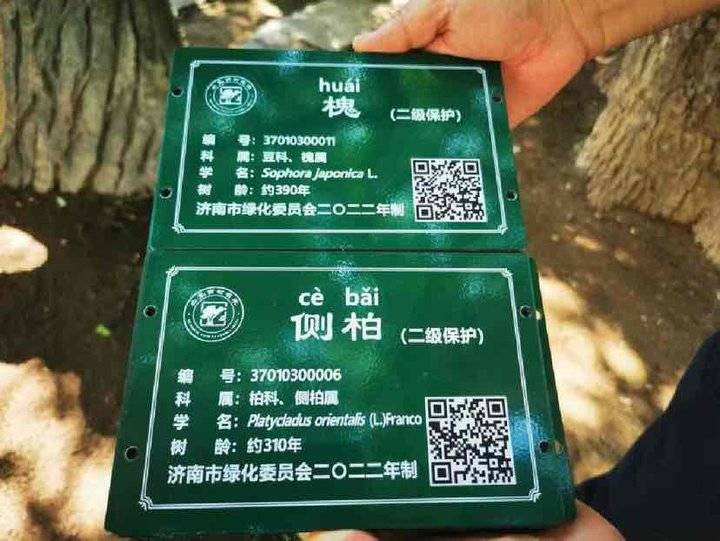 huái
槐 (二级保护)
编 号：37010300011
科 属：豆科、槐属
学 名：Sophora japonica L.
树 龄：约390年
济南市绿化委员会二〇二二年制
cè bǎi
侧柏 (二级保护)
编 号：37010300006
科 属：柏科、侧柏属
学 名：Platycladus orientalis (L.)Franco
树 龄：约310年
济南市绿化委员会二〇二二年制